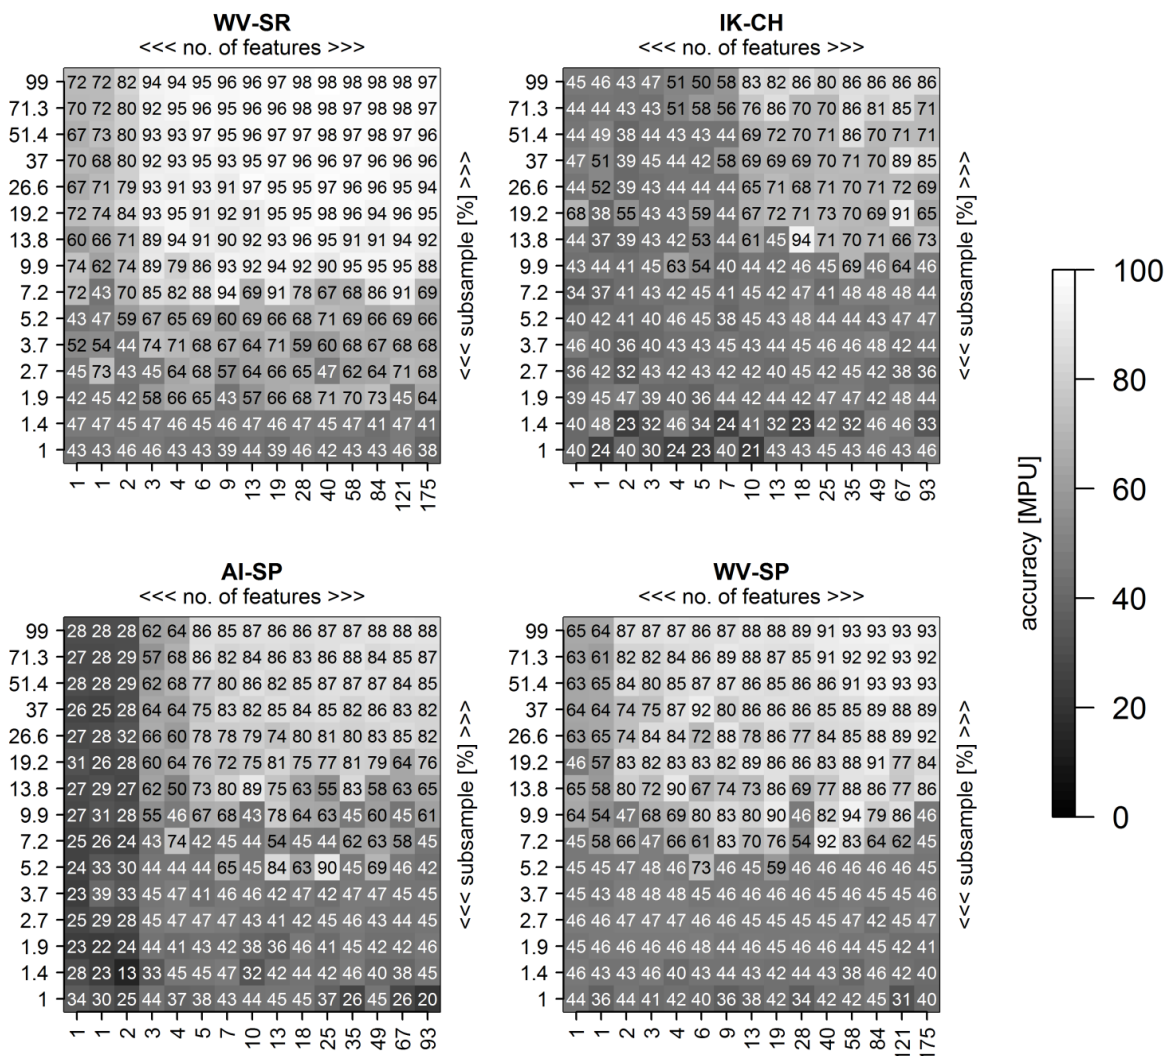 WV-SR
<<< no. of features >>>
99 72 72 82 94 94 95 96 96 97 98 98 98 98 98 97
71.3 70 72 80 92 95 96 95 96 96 98 98 97 98 98 97
51.4 67 73 80 93 93 97 95 96 97 97 98 97 98 97 96
37 70 68 80 92 93 95 93 95 97 96 96 97 96 96 96
26.6 67 71 79 93 91 93 91 97 95 95 97 96 96 95 94
19.2 72 74 84 93 95 91 92 91 95 95 98 96 94 96 95
13.8 60 66 71 89 94 91 90 92 93 96 95 91 91 94 92
9.9 74 62 74 89 79 86 93 92 94 92 90 95 95 95 88
7.2 72 43 70 85 82 88 94 69 91 78 67 68 86 91 69
5.2 43 47 59 67 65 69 60 69 66 68 71 69 66 69 66
3.7 52 54 44 74 71 68 67 64 71 59 60 68 67 68 68
2.7 45 73 43 45 64 68 57 64 66 65 47 62 64 71 68
1.9 42 45 42 58 66 65 43 57 66 68 71 70 73 45 64
1.4 47 47 45 46 47 46 47 46 47 45 47 41 47 41
1 43 43 46 46 43 43 39 44 39 46 42 43 43 46 38
1 1 2 3 4 6 9 13 19 28 40 58 84 121 175
<<< subsample [%] >>>
IK-CH
<<< no. of features >>>
99 45 46 43 47 51 50 58 83 82 86 80 86 86 86 86
71.3 44 44 43 43 51 58 56 76 86 70 70 86 81 85 71
51.4 44 49 38 44 43 43 44 69 72 70 71 86 70 71 71
37 47 51 39 45 44 42 58 69 69 69 70 71 70 89 85
26.6 44 52 39 43 44 44 44 65 71 68 71 70 71 72 69
19.2 68 38 55 43 43 59 44 67 72 71 73 70 69 91 65
13.8 44 37 39 43 42 53 44 61 45 94 71 70 71 66 73
9.9 43 44 41 45 63 54 40 44 42 46 45 69 46 64 46
7.2 34 37 41 43 42 45 41 45 42 47 41 48 48 48 44
5.2 40 42 41 40 46 45 38 45 43 48 44 44 43 47 47
3.7 46 40 36 40 43 43 45 43 44 45 46 46 48 42 44
2.7 36 42 32 43 42 42 40 42 42 40 42 45 42 38 36
1.9 39 45 47 39 40 36 44 42 42 44 47 47 42 48 44
1.4 40 48 23 32 46 34 24 41 32 23 42 32 46 46 33
1 40 24 40 30 24 23 40 21 43 43 45 44 46 43 46
1 1 2 3 4 5 7 10 13 18 25 35 49 67 93
<<< subsample [%] >>>
AI-SP
<<< no. of features >>>
99 28 28 28 62 64 86 85 87 86 86 87 87 88 88 88
71.3 27 28 29 57 68 86 82 84 86 83 86 88 84 85 87
51.4 28 28 29 62 68 77 80 86 82 85 87 87 87 84 85
37 26 25 28 64 64 75 83 82 85 84 85 82 86 83 82
26.6 27 28 32 66 60 78 78 79 74 80 81 80 83 85 82
19.2 31 26 28 60 64 76 72 75 81 75 77 81 79 64 76
13.8 27 29 27 62 50 73 80 89 75 63 55 83 58 63 65
9.9 27 31 28 55 46 67 68 43 78 64 63 45 60 45 61
7.2 25 26 24 43 74 42 45 44 54 45 44 62 63 58 45
5.2 24 33 30 44 44 44 65 45 84 63 90 45 69 46 42
3.7 23 39 33 45 47 41 46 46 42 47 42 47 47 45 45
2.7 25 29 28 45 47 47 47 43 41 42 45 46 43 44 45
1.9 23 22 24 44 41 43 42 38 36 46 41 45 42 42 46
1.4 28 23 13 33 45 45 47 32 42 44 42 46 40 38 45
1 34 30 25 44 37 38 43 44 45 45 37 26 45 26 20
1 1 2 3 4 5 7 10 13 18 25 35 49 67 93
<<< subsample [%] >>>
WV-SP
<<< no. of features >>>
99 65 64 87 87 87 86 87 88 88 89 91 93 93 93 93
71.3 63 61 82 82 84 86 89 88 87 85 91 92 92 93 92
51.4 63 65 84 80 85 87 87 86 85 86 86 91 93 93 93
37 64 64 74 75 87 92 80 86 86 86 85 85 89 88 89
26.6 63 65 74 84 84 72 88 78 86 77 84 85 88 89 92
19.2 46 57 83 82 83 83 82 89 86 86 83 88 91 77 84
13.8 65 58 80 72 90 67 74 73 86 69 77 88 86 77 86
9.9 64 54 47 68 69 80 83 80 90 46 82 94 79 86 46
7.2 45 58 66 47 66 61 83 70 76 54 92 83 64 62 45
5.2 45 45 47 48 46 73 46 45 59 46 46 46 46 46 46
3.7 45 43 48 48 45 46 46 45 46 46 45 46 46 45 46
2.7 46 46 47 47 47 46 45 46 46 45 45 47 42 45 47
1.9 45 46 46 46 48 44 46 45 46 46 46 44 45 42 41
1.4 46 43 43 46 40 43 44 43 42 44 43 38 46 42 40
1 44 36 44 41 42 40 36 38 42 34 42 42 45 31 40
1 1 2 3 4 6 9 13 19 28 40 58 84 121 175
<<< subsample [%] >>>
accuracy [MPU]
100
80
60
40
20
0